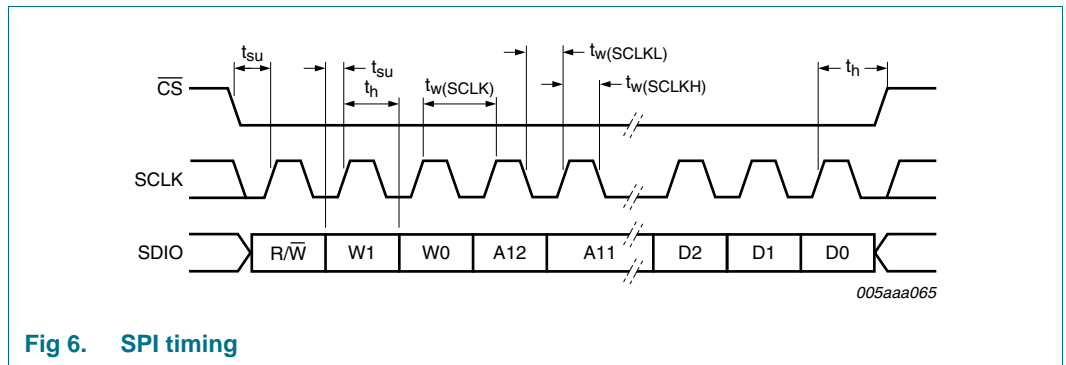 tsu
tsu
th
tw(SCLK)
tw(SCLKL)
tw(SCLKH)
th
CS
SCLK
SDIO
R/W
W1
W0
A12
A11
D2
D1
D0
005aaa065
Fig 6. SPI timing